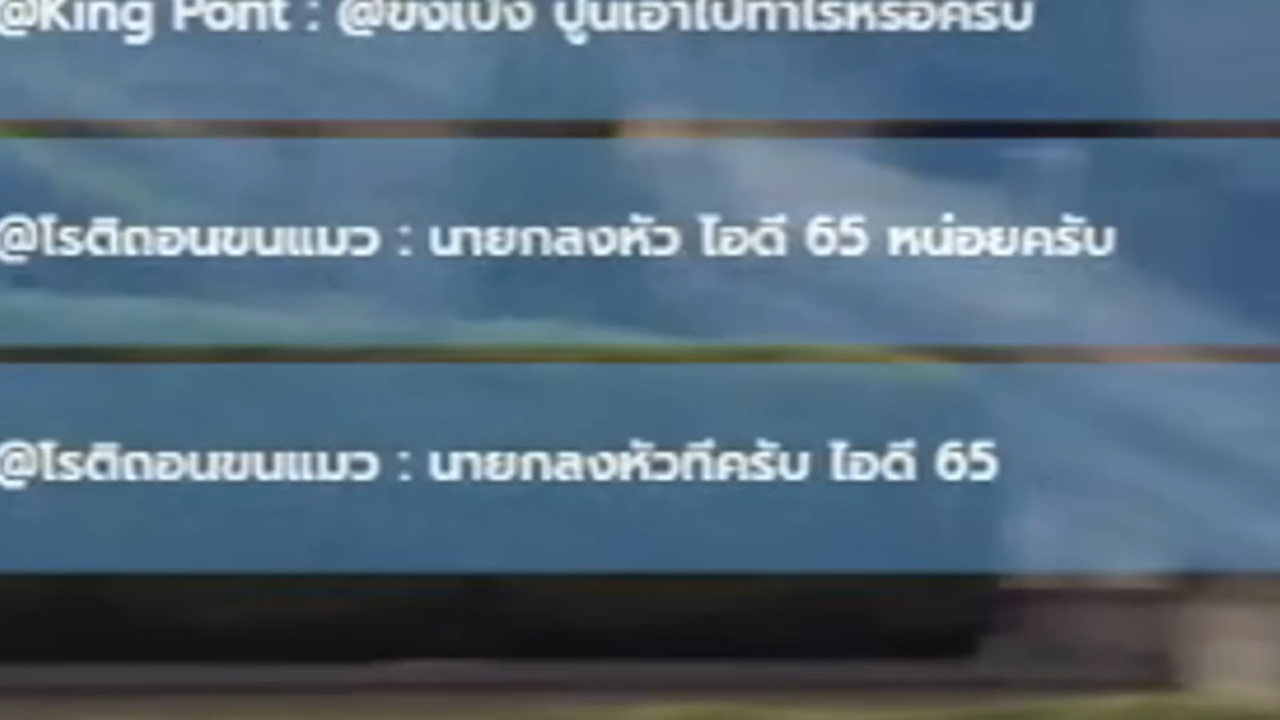 @King Pont : @ขิงเป่ง ปูนเอาไปทำไรหรอครับ
@โรติถอนขนแมว : นายกลงหัว ไอดี 65 หน่อยครับ
@โรติถอนขนแมว : นายกลงหัวทีครับ ไอดี 65